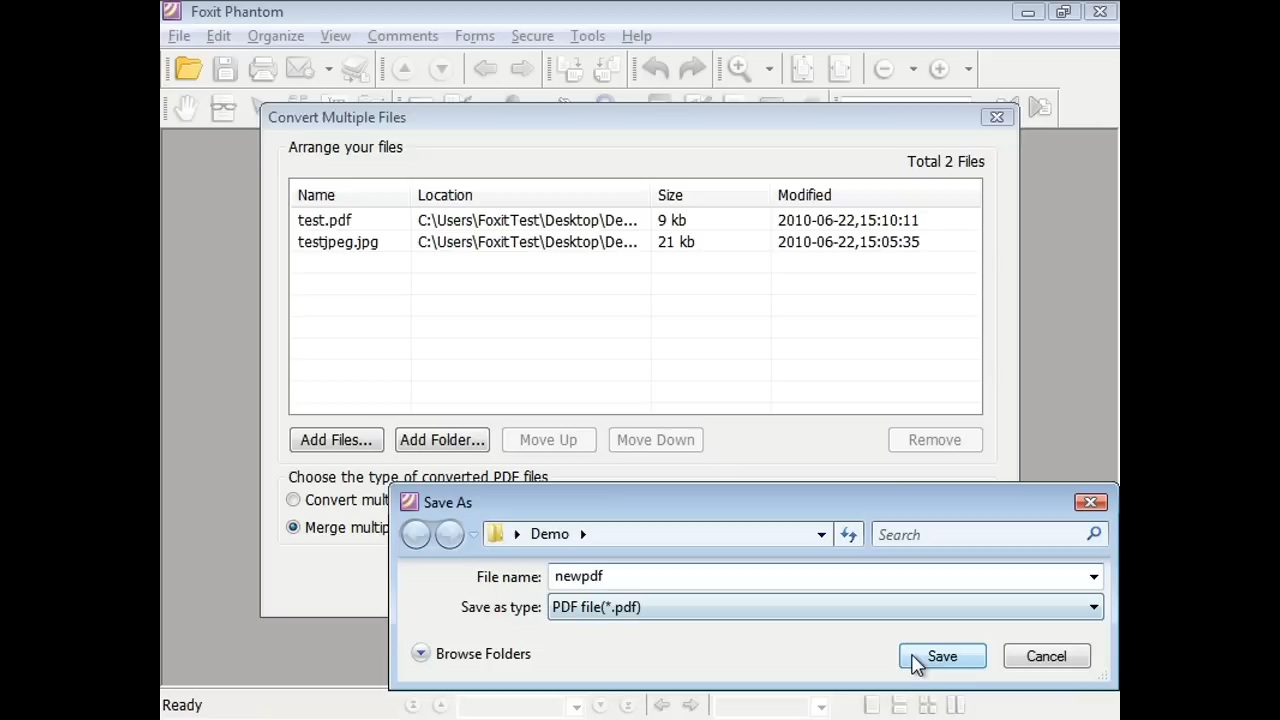 Foxit Phantom
File Edit Organize View Comments Forms Secure Tools Help
Convert Multiple Files
Arrange your files
Total 2 Files
Name Location Size Modified
test.pdf C:\Users\FoxitTest\Desktop\De... 9 kb 2010-06-22,15:10:11
testjpeg.jpg C:\Users\FoxitTest\Desktop\De... 21 kb 2010-06-22,15:05:35
Add Files... Add Folder... Move Up Move Down Remove
Choose the type of converted PDF files
Convert mult
Merge multip
Save As
Demo
Search
File name: newpdf
Save as type: PDF file(*.pdf)
Browse Folders
Save Cancel
Ready